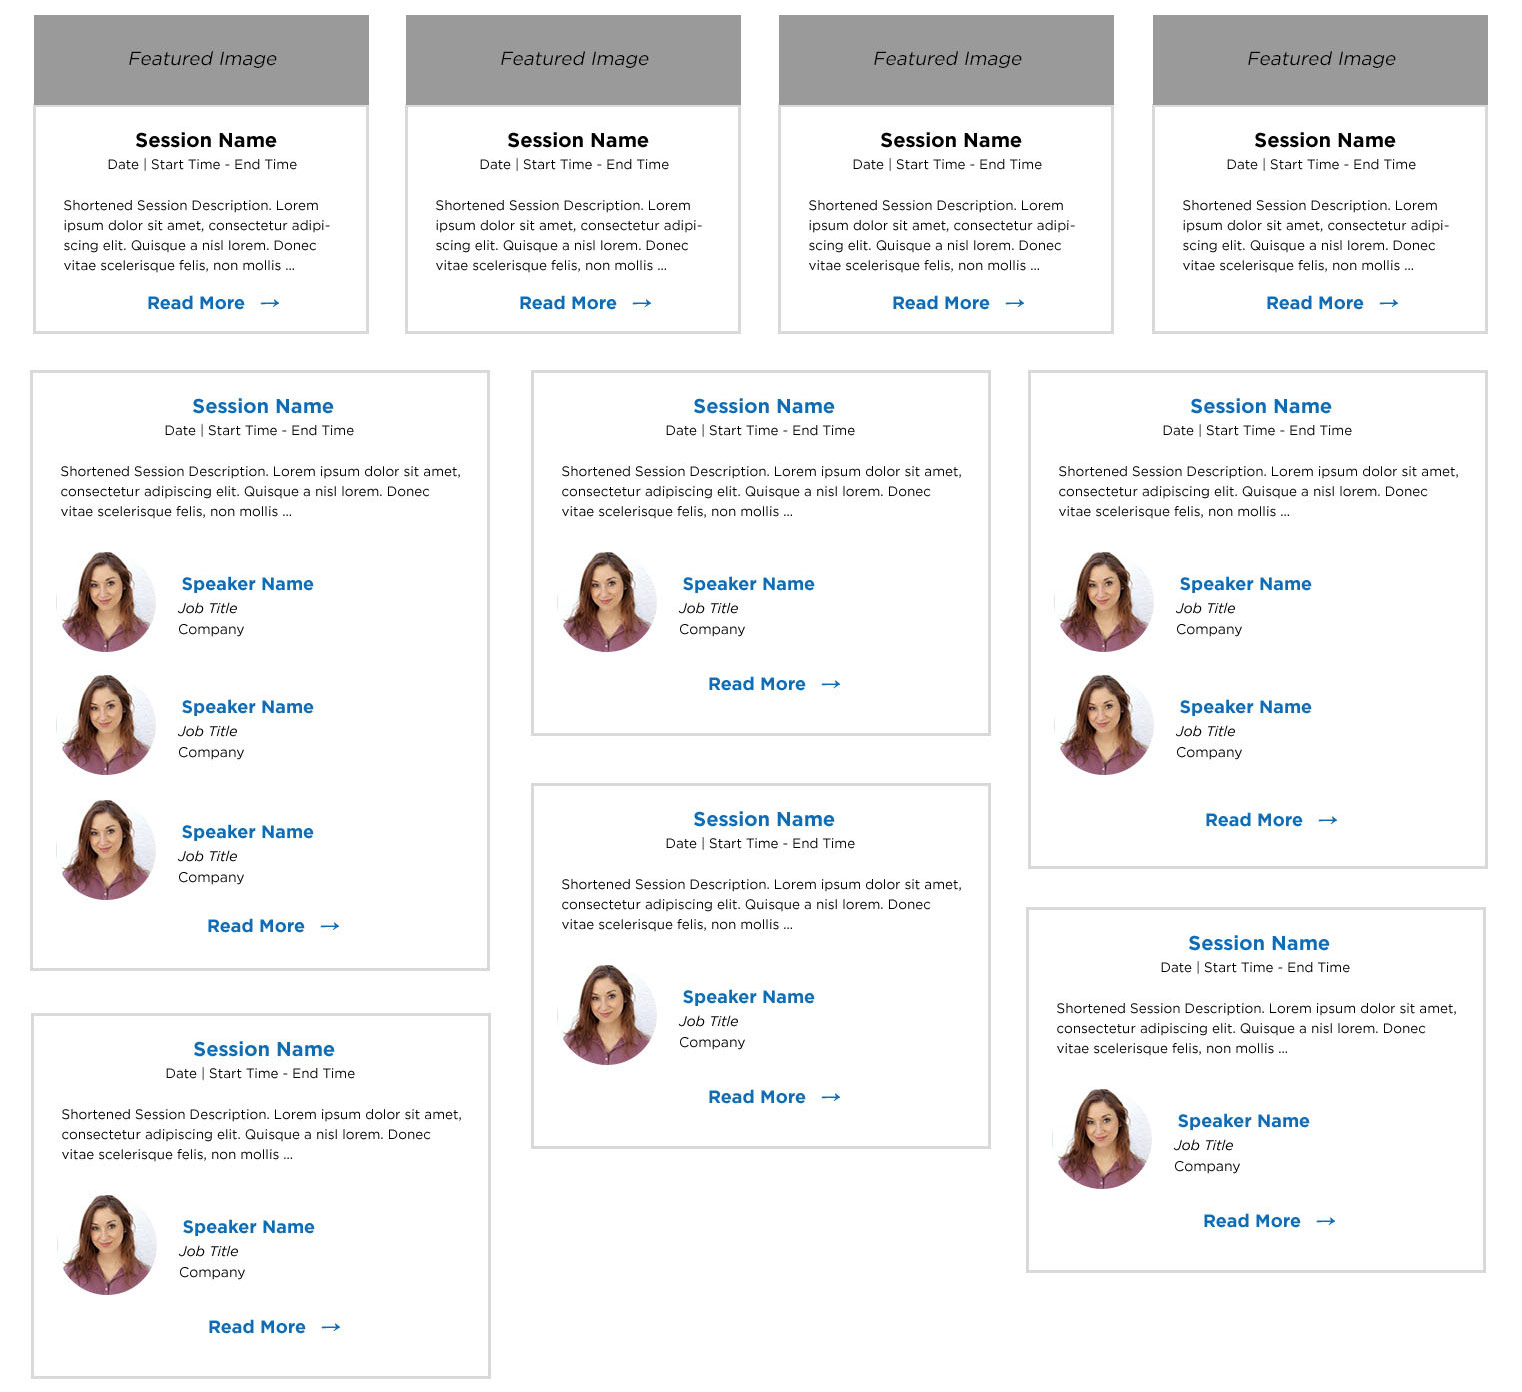 Featured Image
Session Name
Date | Start Time - End Time
Shortened Session Description. Lorem
ipsum dolor sit amet, consectetur adipi-
scing elit. Quisque a nisl lorem. Donec
vitae scelerisque felis, non mollis ...
Read More →
Featured Image
Session Name
Date | Start Time - End Time
Shortened Session Description. Lorem
ipsum dolor sit amet, consectetur adipi-
scing elit. Quisque a nisl lorem. Donec
vitae scelerisque felis, non mollis ...
Read More →
Featured Image
Session Name
Date | Start Time - End Time
Shortened Session Description. Lorem
ipsum dolor sit amet, consectetur adipi-
scing elit. Quisque a nisl lorem. Donec
vitae scelerisque felis, non mollis ...
Read More →
Featured Image
Session Name
Date | Start Time - End Time
Shortened Session Description. Lorem
ipsum dolor sit amet, consectetur adipi-
scing elit. Quisque a nisl lorem. Donec
vitae scelerisque felis, non mollis ...
Read More →
Session Name
Date | Start Time - End Time
Shortened Session Description. Lorem ipsum dolor sit amet,
consectetur adipiscing elit. Quisque a nisl lorem. Donec
vitae scelerisque felis, non mollis ...
Speaker Name
Job Title
Company
Speaker Name
Job Title
Company
Speaker Name
Job Title
Company
Read More →
Session Name
Date | Start Time - End Time
Shortened Session Description. Lorem ipsum dolor sit amet,
consectetur adipiscing elit. Quisque a nisl lorem. Donec
vitae scelerisque felis, non mollis ...
Speaker Name
Job Title
Company
Read More →
Session Name
Date | Start Time - End Time
Shortened Session Description. Lorem ipsum dolor sit amet,
consectetur adipiscing elit. Quisque a nisl lorem. Donec
vitae scelerisque felis, non mollis ...
Speaker Name
Job Title
Company
Speaker Name
Job Title
Company
Read More →
Session Name
Date | Start Time - End Time
Shortened Session Description. Lorem ipsum dolor sit amet,
consectetur adipiscing elit. Quisque a nisl lorem. Donec
vitae scelerisque felis, non mollis ...
Speaker Name
Job Title
Company
Read More →
Session Name
Date | Start Time - End Time
Shortened Session Description. Lorem ipsum dolor sit amet,
consectetur adipiscing elit. Quisque a nisl lorem. Donec
vitae scelerisque felis, non mollis ...
Speaker Name
Job Title
Company
Read More →
Session Name
Date | Start Time - End Time
Shortened Session Description. Lorem ipsum dolor sit amet,
consectetur adipiscing elit. Quisque a nisl lorem. Donec
vitae scelerisque felis, non mollis ...
Speaker Name
Job Title
Company
Read More →